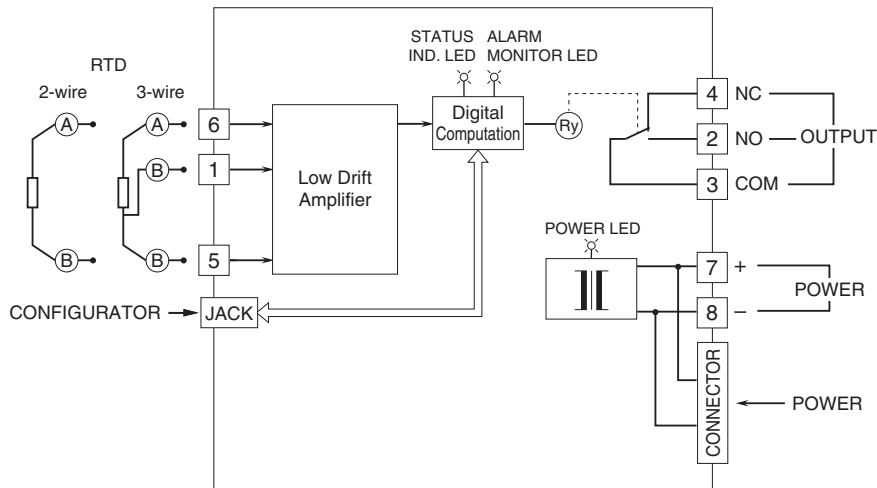 STATUS
IND. LED
ALARM
MONITOR LED
RTD
2-wire
3-wire
A
A
B
B
B
6
1
5
Low Drift
Amplifier
Digital
Computation
Ry
4 NC
2 NO
3 COM
OUTPUT
POWER LED
7 +
8 –
POWER
CONFIGURATOR
JACK
CONNECTOR
POWER